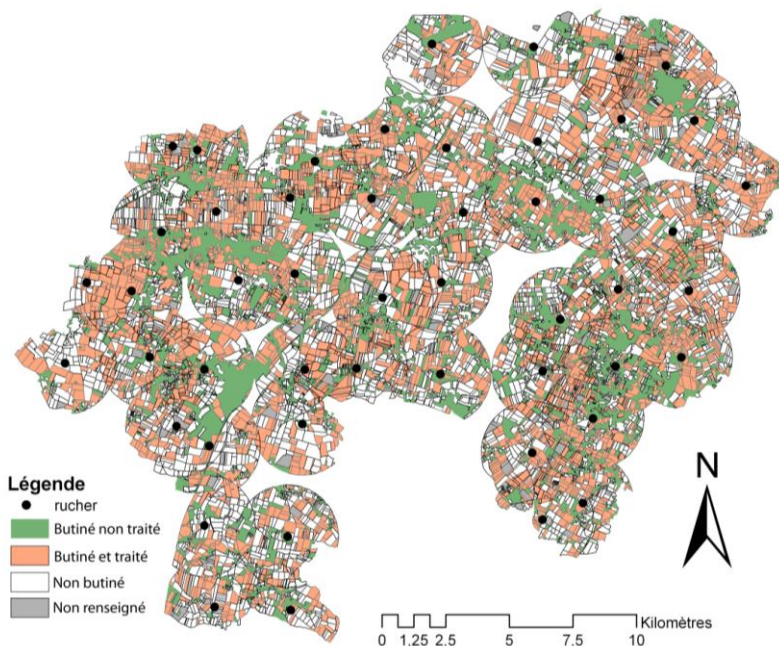 N
Légende
rucher
Butiné non traité
Butiné et traité
Non butiné
Non renseigné
Kilomètres
0 1,25 2.5 5 7.5 10